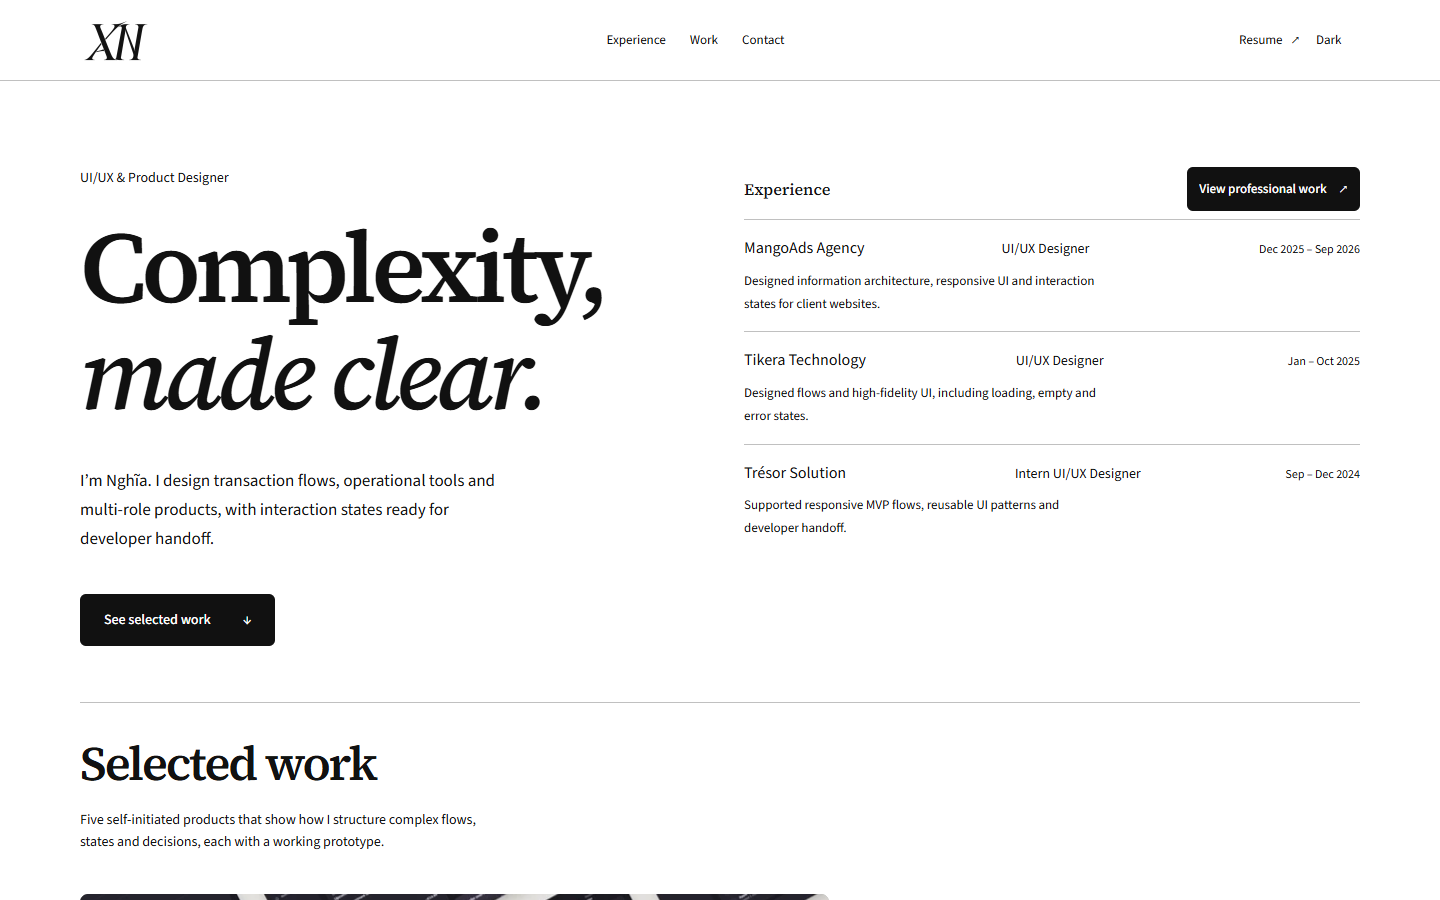 XN
Experience Work Contact
Resume ↗ Dark
UI/UX & Product Designer
Complexity,
made clear.
I’m Nghĩa. I design transaction flows, operational tools and
multi-role products, with interaction states ready for
developer handoff.
See selected work ↓
Experience
View professional work ↗
MangoAds Agency UI/UX Designer Dec 2025 – Sep 2026
Designed information architecture, responsive UI and interaction
states for client websites.
Tikera Technology UI/UX Designer Jan – Oct 2025
Designed flows and high-fidelity UI, including loading, empty and
error states.
Trésor Solution Intern UI/UX Designer Sep – Dec 2024
Supported responsive MVP flows, reusable UI patterns and
developer handoff.
Selected work
Five self-initiated products that show how I structure complex flows,
states and decisions, each with a working prototype.